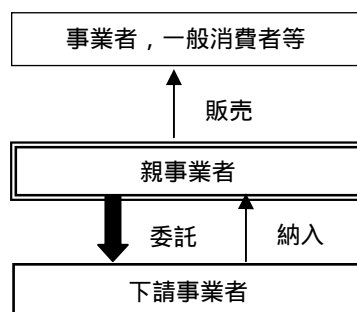 事業者，一般消費者等
販売
親事業者
委託 納入
下請事業者